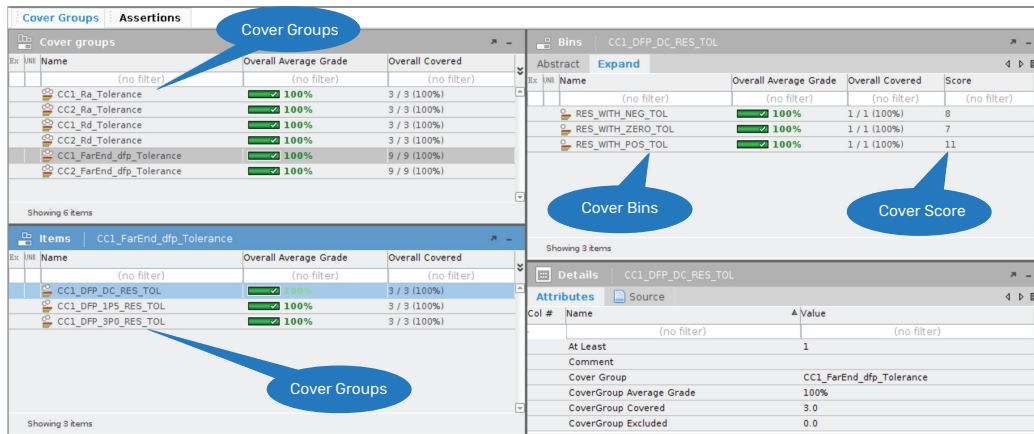 Cover Groups Assertions
Cover Groups
Cover groups
Ex UNR Name Overall Average Grade Overall Covered
(no filter) (no filter) (no filter)
CC1_Ra_Tolerance 100% 3 / 3 (100%)
CC2_Ra_Tolerance 100% 3 / 3 (100%)
CC1_Rd_Tolerance 100% 3 / 3 (100%)
CC2_Rd_Tolerance 100% 3 / 3 (100%)
CC1_FarEnd_dfp_Tolerance 100% 9 / 9 (100%)
CC2_FarEnd_dfp_Tolerance 100% 9 / 9 (100%)
Showing 6 items
Items CC1_FarEnd_dfp_Tolerance
Ex UNR Name Overall Average Grade Overall Covered
(no filter) (no filter) (no filter)
CC1_DFP_DC_RES_TOL 100% 3 / 3 (100%)
CC1_DFP_1P5_RES_TOL 100% 3 / 3 (100%)
CC1_DFP_3P0_RES_TOL 100% 3 / 3 (100%)
Cover Groups
Showing 3 items
Bins CC1_DFP_DC_RES_TOL
Abstract Expand
Ex UNR Name Overall Average Grade Overall Covered Score
(no filter) (no filter) (no filter) (no filter)
RES_WITH_NEG_TOL 100% 1 / 1 (100%) 8
RES_WITH_ZERO_TOL 100% 1 / 1 (100%) 7
RES_WITH_POS_TOL 100% 1 / 1 (100%) 11
Cover Bins Cover Score
Showing 3 items
Details CC1_DFP_DC_RES_TOL
Attributes Source
Col # Name Value
(no filter) (no filter)
At Least 1
Comment
Cover Group CC1_FarEnd_dfp_Tolerance
CoverGroup Average Grade 100%
CoverGroup Covered 3.0
CoverGroup Excluded 0.0